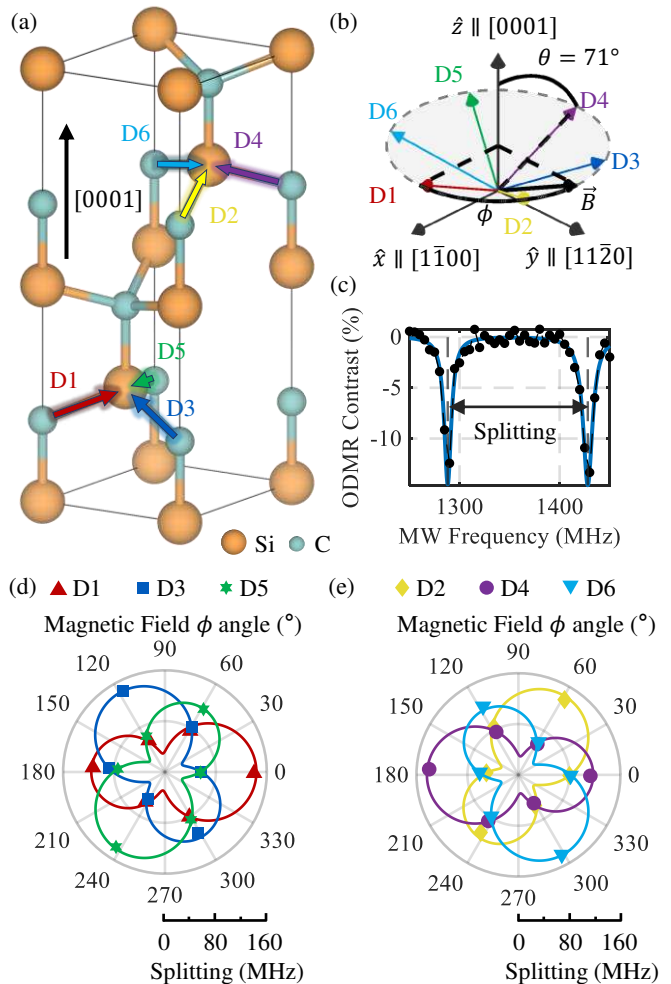 (a)
D6
D4
D2
[0001]
D5
D1
D3
Si
C
(b)
ẑ ∥ [0001]
θ = 71°
D5
D4
D6
D3
D1
B⃗
ϕ
D2
x̂ ∥ [11̄00]
ŷ ∥ [112̄0]
(c)
ODMR Contrast (%)
0
-5
-10
Splitting
1300
1400
MW Frequency (MHz)
(d)
D1
D3
D5
Magnetic Field ϕ angle (°)
90
120
60
150
30
180
0
210
330
240
300
270
0
80
160
Splitting (MHz)
(e)
D2
D4
D6
Magnetic Field ϕ angle (°)
90
120
60
150
30
180
0
210
330
240
300
270
0
80
160
Splitting (MHz)